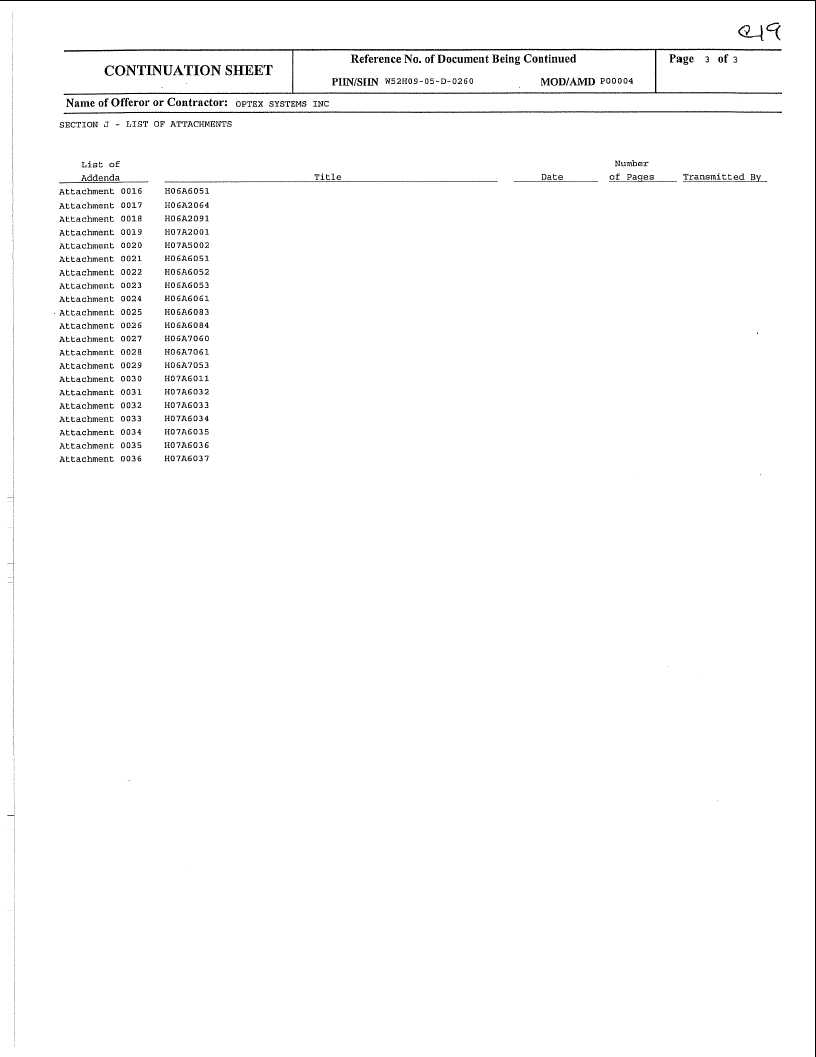 Q19
CONTINUATION SHEET
Reference No. of Document Being Continued
Page 3 of 3
PIIN/SIIN W52H09-05-D-0260 MOD/AMD P00004
Name of Offeror or Contractor: OPTEX SYSTEMS INC
SECTION J - LIST OF ATTACHMENTS
List of Number
Addenda Title Date of Pages Transmitted By
Attachment 0016 H06A6051
Attachment 0017 H06A2064
Attachment 0018 H06A2091
Attachment 0019 H07A2001
Attachment 0020 H07A5002
Attachment 0021 H06A6051
Attachment 0022 H06A6052
Attachment 0023 H06A6053
Attachment 0024 H06A6061
Attachment 0025 H06A6083
Attachment 0026 H06A6084
Attachment 0027 H06A7060
Attachment 0028 H06A7061
Attachment 0029 H06A7053
Attachment 0030 H07A6011
Attachment 0031 H07A6032
Attachment 0032 H07A6033
Attachment 0033 H07A6034
Attachment 0034 H07A6035
Attachment 0035 H07A6036
Attachment 0036 H07A6037